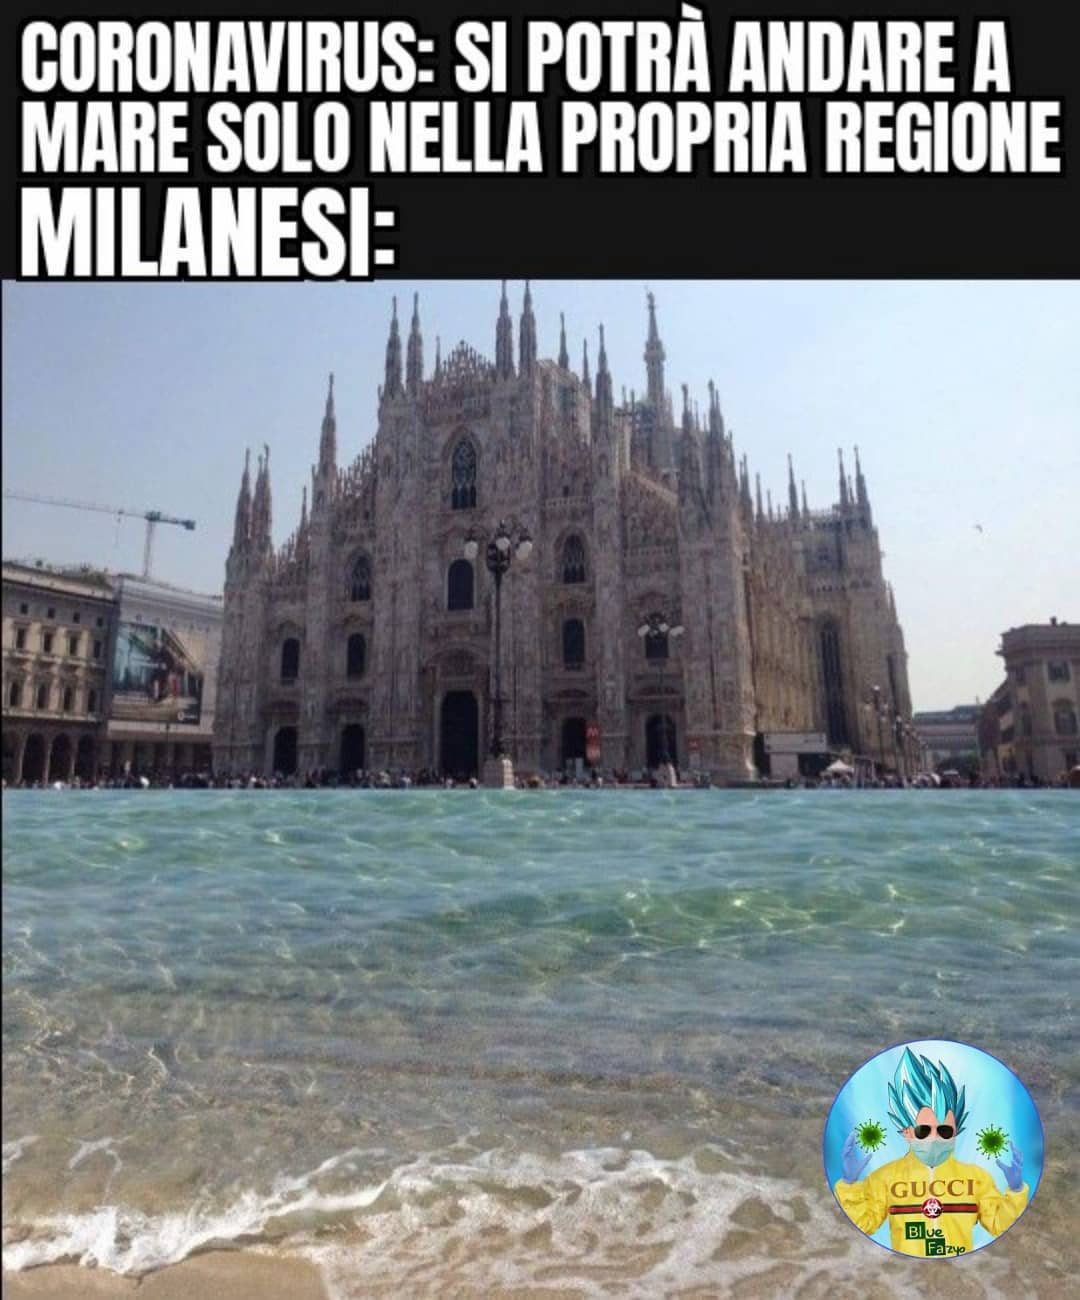 CORONAVIRUS: SI POTRÀ ANDARE A
MARE SOLO NELLA PROPRIA REGIONE
MILANESI:
GUCCI
Blue
Fazyo